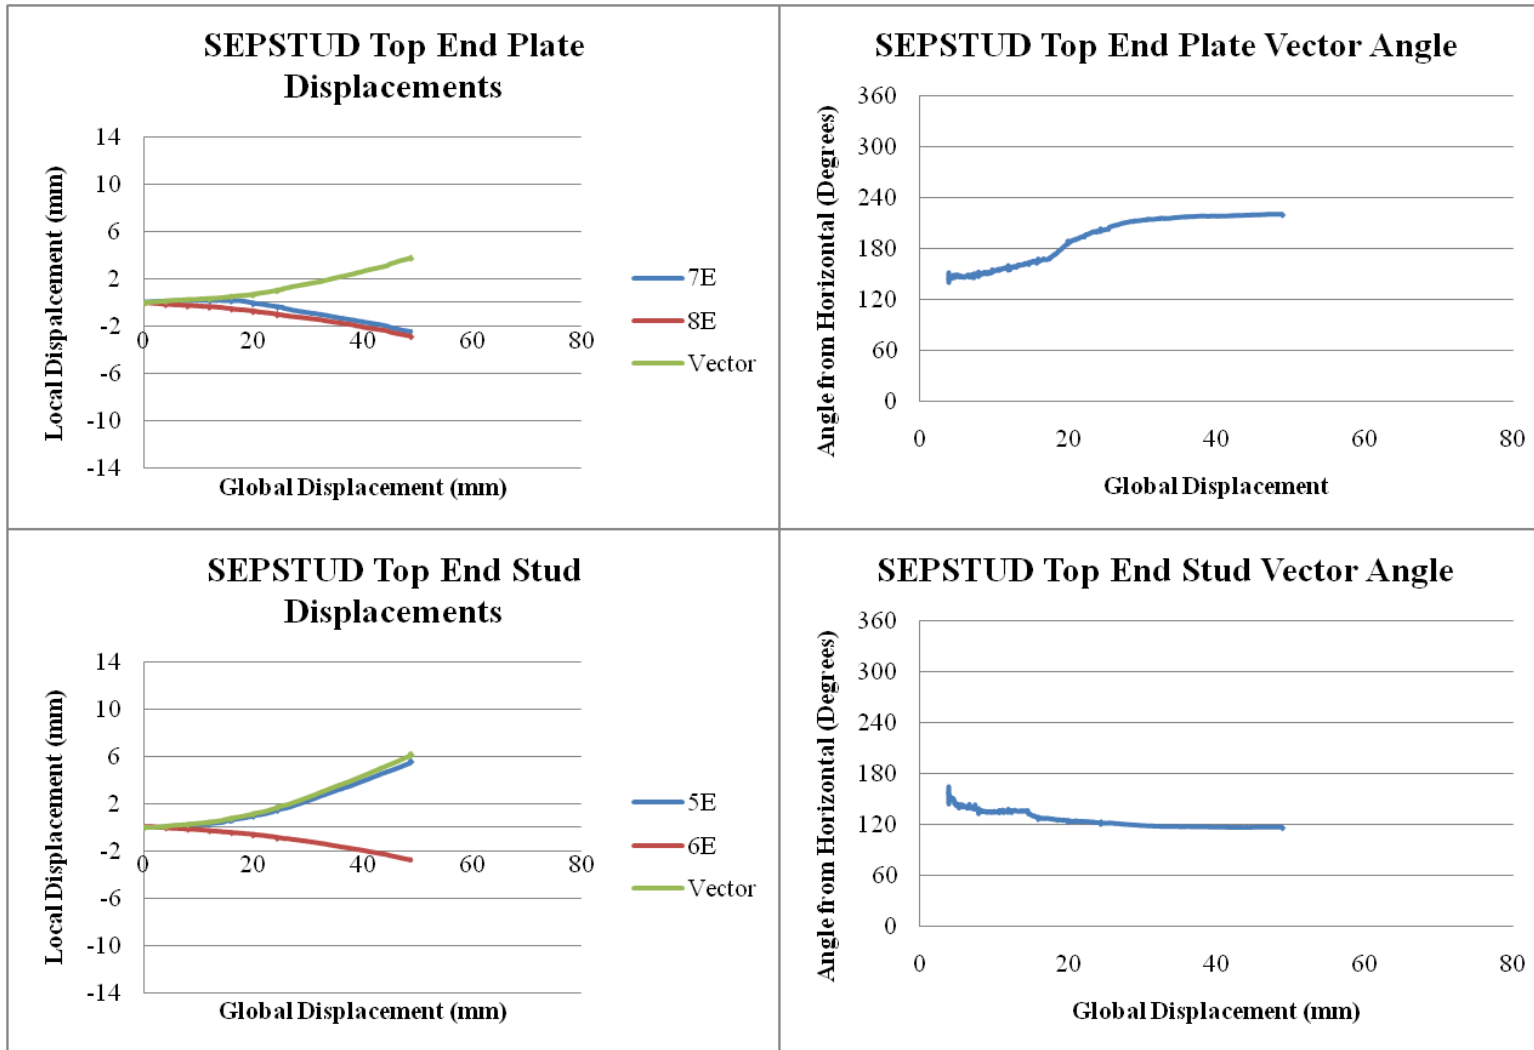 SEPSTUD Top End Plate
Displacements
14
10
6
2
-2
-6
-10
-14
0
20
40
60
80
Local Dispalcement (mm)
Global Displacement (mm)
7E
8E
Vector
SEPSTUD Top End Plate Vector Angle
360
300
240
180
120
60
0
0
20
40
60
80
Angle from Horizontal (Degrees)
Global Displacement
SEPSTUD Top End Stud
Displacements
14
10
6
2
-2
-6
-10
-14
0
20
40
60
80
Local Displacement (mm)
Global Displacement (mm)
5E
6E
Vector
SEPSTUD Top End Stud Vector Angle
360
300
240
180
120
60
0
0
20
40
60
80
Angle from Horizontal (Degrees)
Global Displacement (mm)